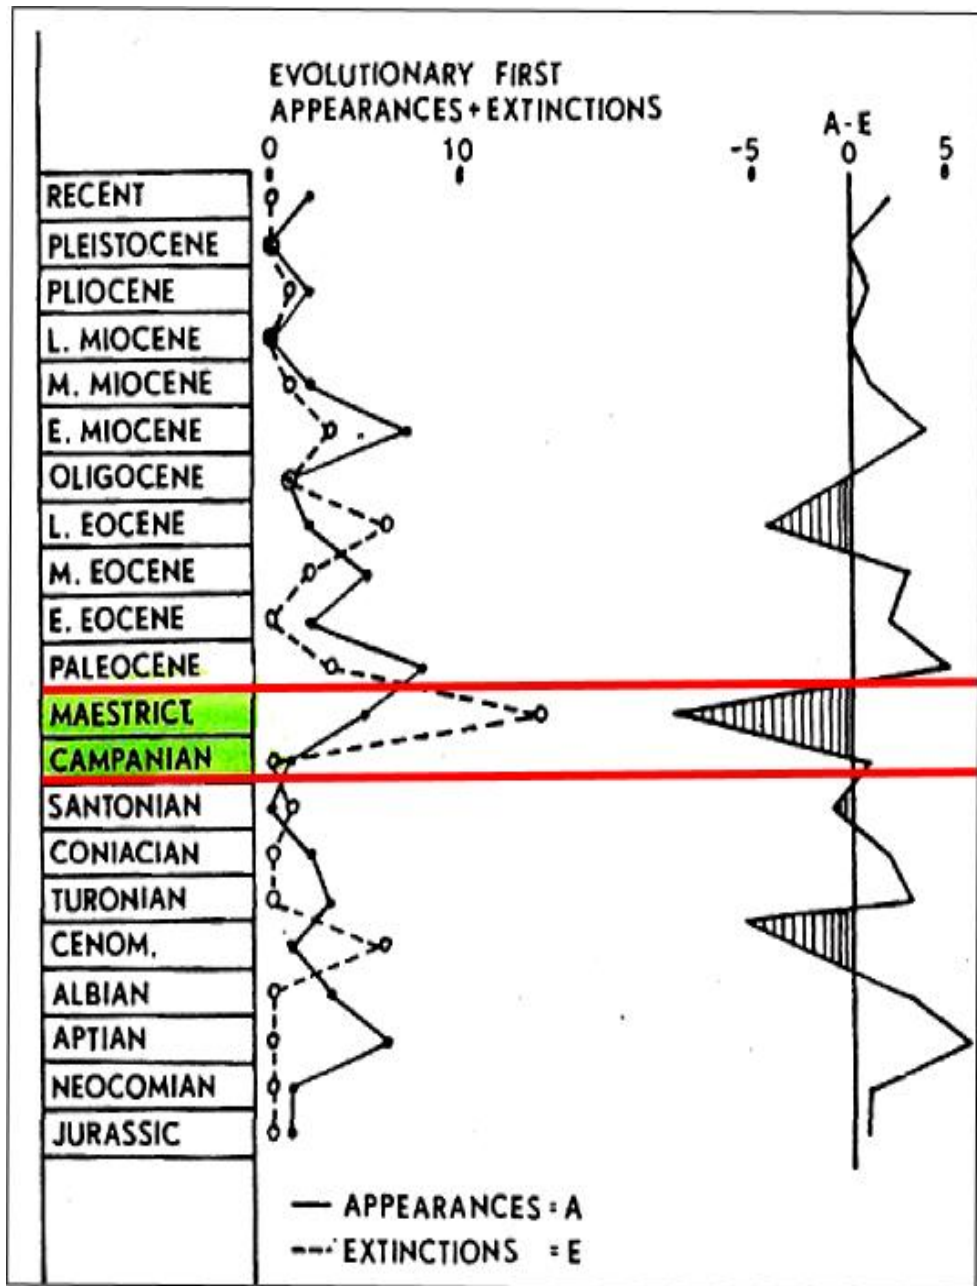 EVOLUTIONARY FIRST
APPEARANCES + EXTINCTIONS
A - E
0 10 -5 0 5
RECENT
PLEISTOCENE
PLIOCENE
L. MIOCENE
M. MIOCENE
E. MIOCENE
OLIGOCENE
L. EOCENE
M. EOCENE
E. EOCENE
PALEOCENE
MAESTRICT.
CAMPANIAN
SANTONIAN
CONIACIAN
TURONIAN
CENOM.
ALBIAN
APTIAN
NEOCOMIAN
JURASSIC
APPEARANCES = A
EXTINCTIONS = E